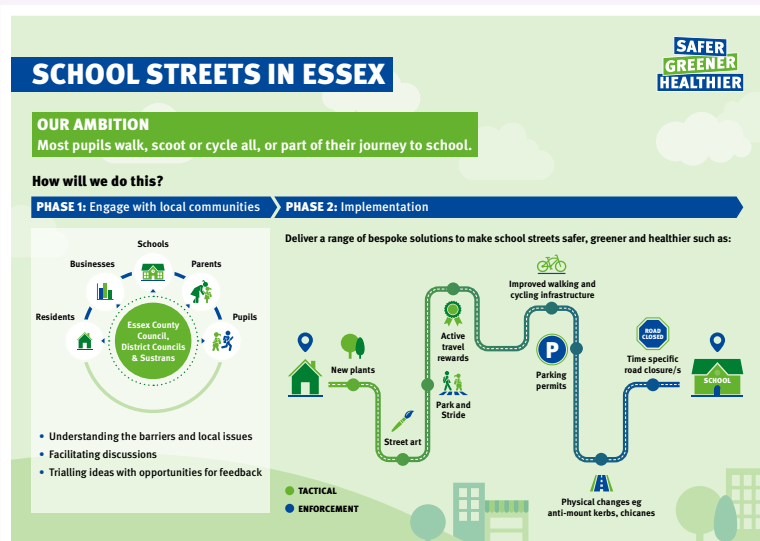 SCHOOL STREETS IN ESSEX
SAFER
GREENER
HEALTHIER
OUR AMBITION
Most pupils walk, scoot or cycle all, or part of their journey to school.
How will we do this?
PHASE 1: Engage with local communities
PHASE 2: Implementation
Schools
Businesses
Parents
Residents
Pupils
Essex County
Council,
District Councils
& Sustrans
• Understanding the barriers and local issues
• Facilitating discussions
• Trialling ideas with opportunities for feedback
Deliver a range of bespoke solutions to make school streets safer, greener and healthier such as:
New plants
Street art
Park and
Stride
Active
travel
rewards
Improved walking and
cycling infrastructure
P
Parking
permits
Physical changes eg
anti-mount kerbs, chicanes
ROAD
CLOSED
Time specific
road closure/s
SCHOOL
TACTICAL
ENFORCEMENT